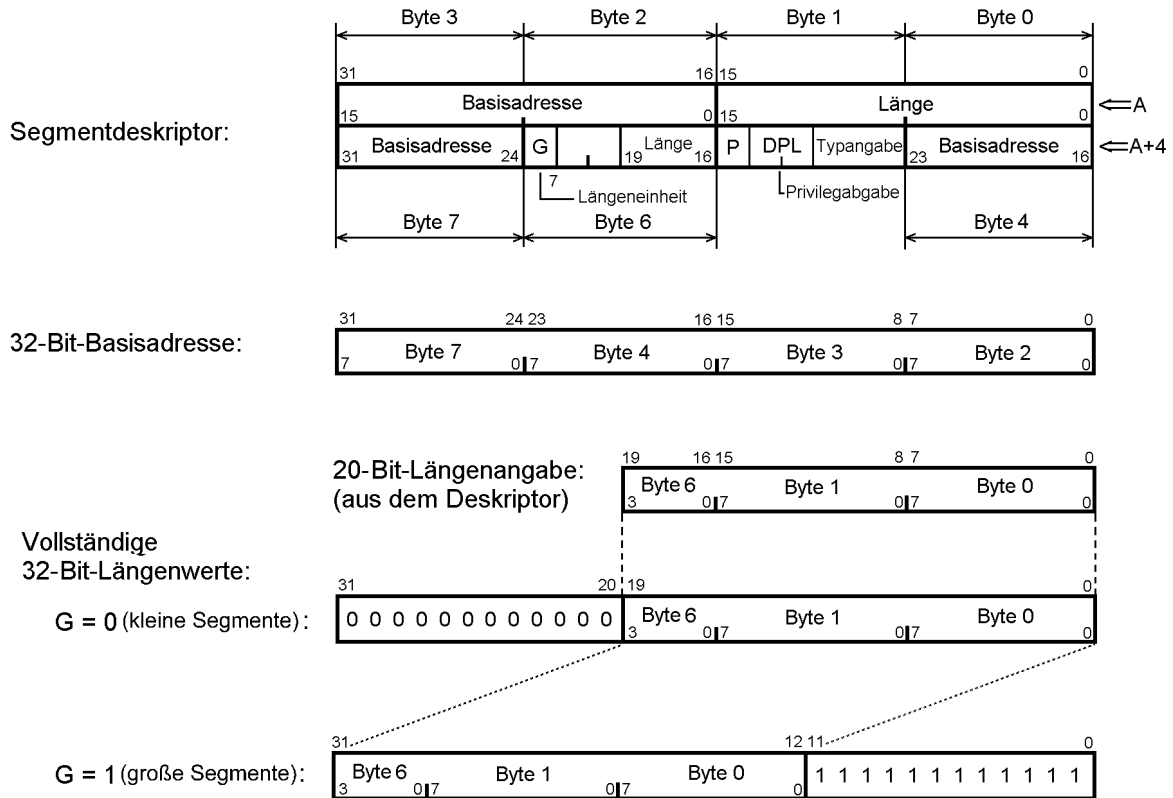 Byte 3 Byte 2 Byte 1 Byte 0
31 16 15 0
Basisadresse Länge
15 0 15 0
⇐A
Segmentdeskriptor:
Basisadresse G Länge P DPL Typangabe Basisadresse
31 24 19 16 23 16
⇐A+4
7
Längeneinheit Privilegabgabe
Byte 7 Byte 6 Byte 4
31 24 23 16 15 8 7 0
32-Bit-Basisadresse:
Byte 7 Byte 4 Byte 3 Byte 2
7 0 7 0 7 0 7 0
19 16 15 8 7 0
20-Bit-Längenangabe:
(aus dem Deskriptor)
Byte 6 Byte 1 Byte 0
3 0 7 0 7 0
Vollständige
32-Bit-Längenwerte:
31 20 19 0
G = 0 (kleine Segmente) :
0 0 0 0 0 0 0 0 0 0 0 0 Byte 6 Byte 1 Byte 0
3 0 7 0 7 0
31 12 11 0
G = 1 (große Segmente) :
Byte 6 Byte 1 Byte 0 1 1 1 1 1 1 1 1 1 1 1 1
3 0 7 0 7 0